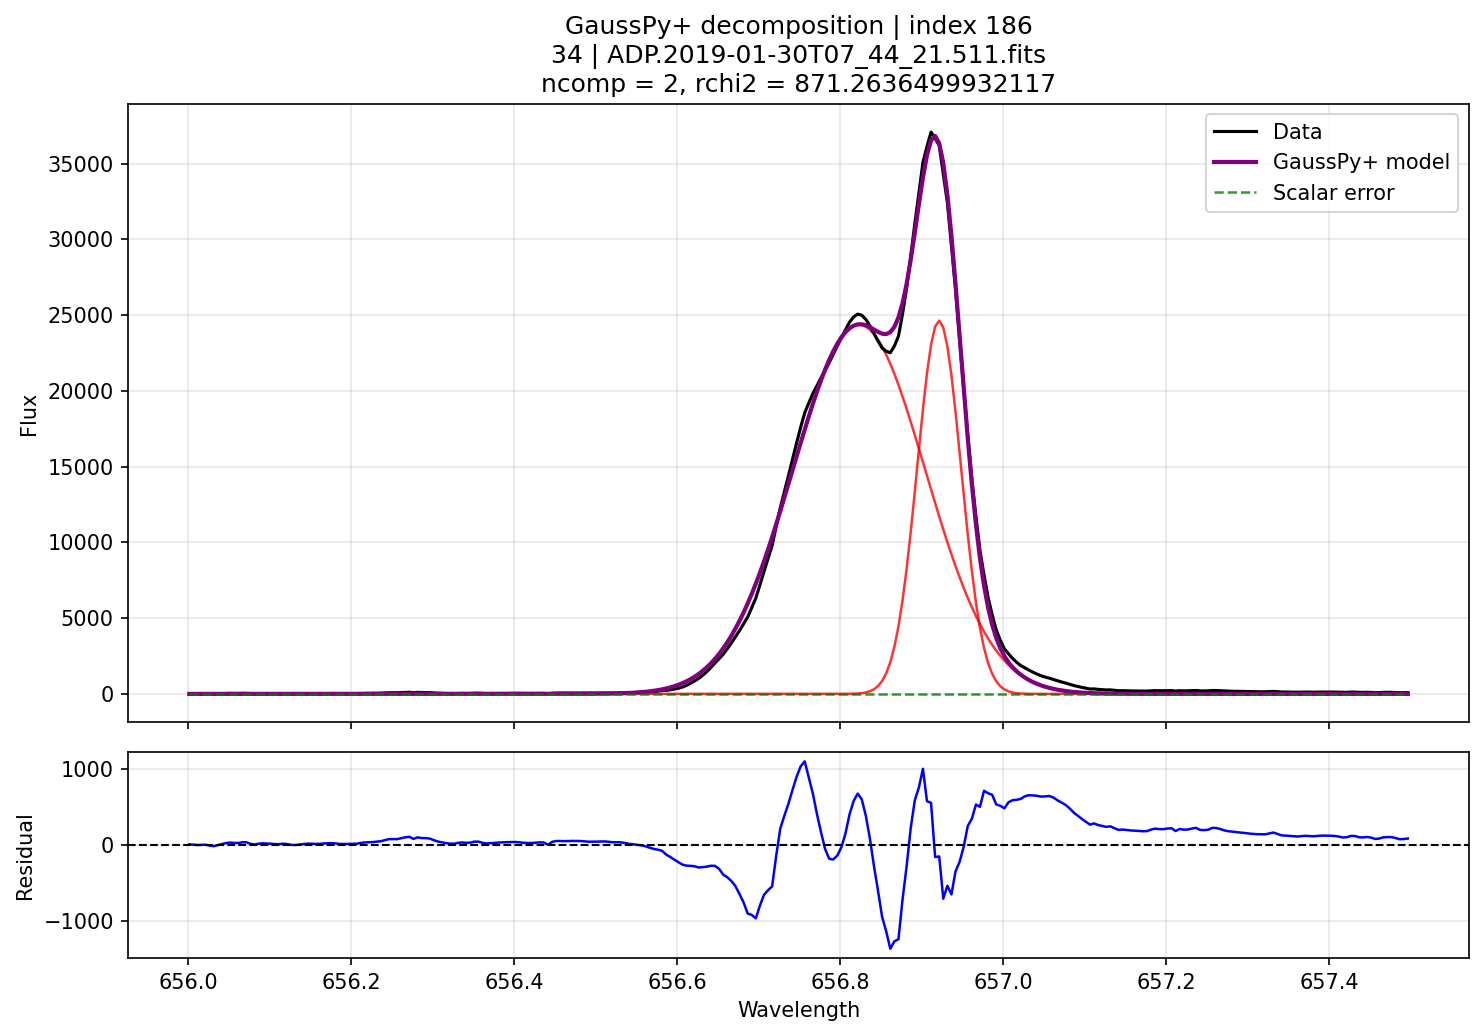 GaussPy+ decomposition | index 186
34 | ADP.2019-01-30T07_44_21.511.fits
ncomp = 2, rchi2 = 871.2636499932117
Data
GaussPy+ model
Scalar error
35000
30000
25000
20000
15000
10000
5000
0
Flux
1000
0
−1000
Residual
656.0
656.2
656.4
656.6
656.8
657.0
657.2
657.4
Wavelength